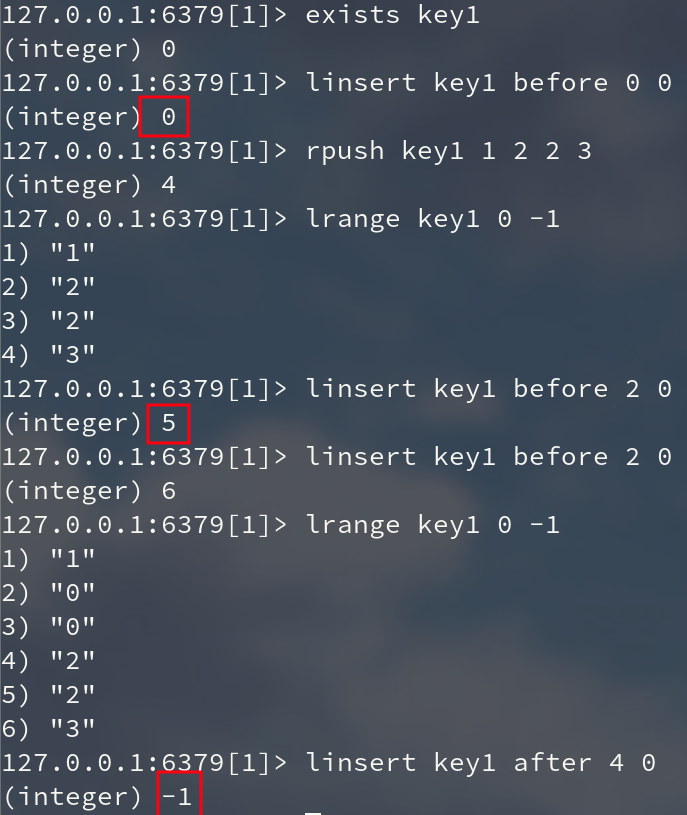 127.0.0.1:6379[1]> exists key1
(integer) 0
127.0.0.1:6379[1]> linsert key1 before 0 0
(integer) 0
127.0.0.1:6379[1]> rpush key1 1 2 2 3
(integer) 4
127.0.0.1:6379[1]> lrange key1 0 -1
1) "1"
2) "2"
3) "2"
4) "3"
127.0.0.1:6379[1]> linsert key1 before 2 0
(integer) 5
127.0.0.1:6379[1]> linsert key1 before 2 0
(integer) 6
127.0.0.1:6379[1]> lrange key1 0 -1
1) "1"
2) "0"
3) "0"
4) "2"
5) "2"
6) "3"
127.0.0.1:6379[1]> linsert key1 after 4 0
(integer) -1